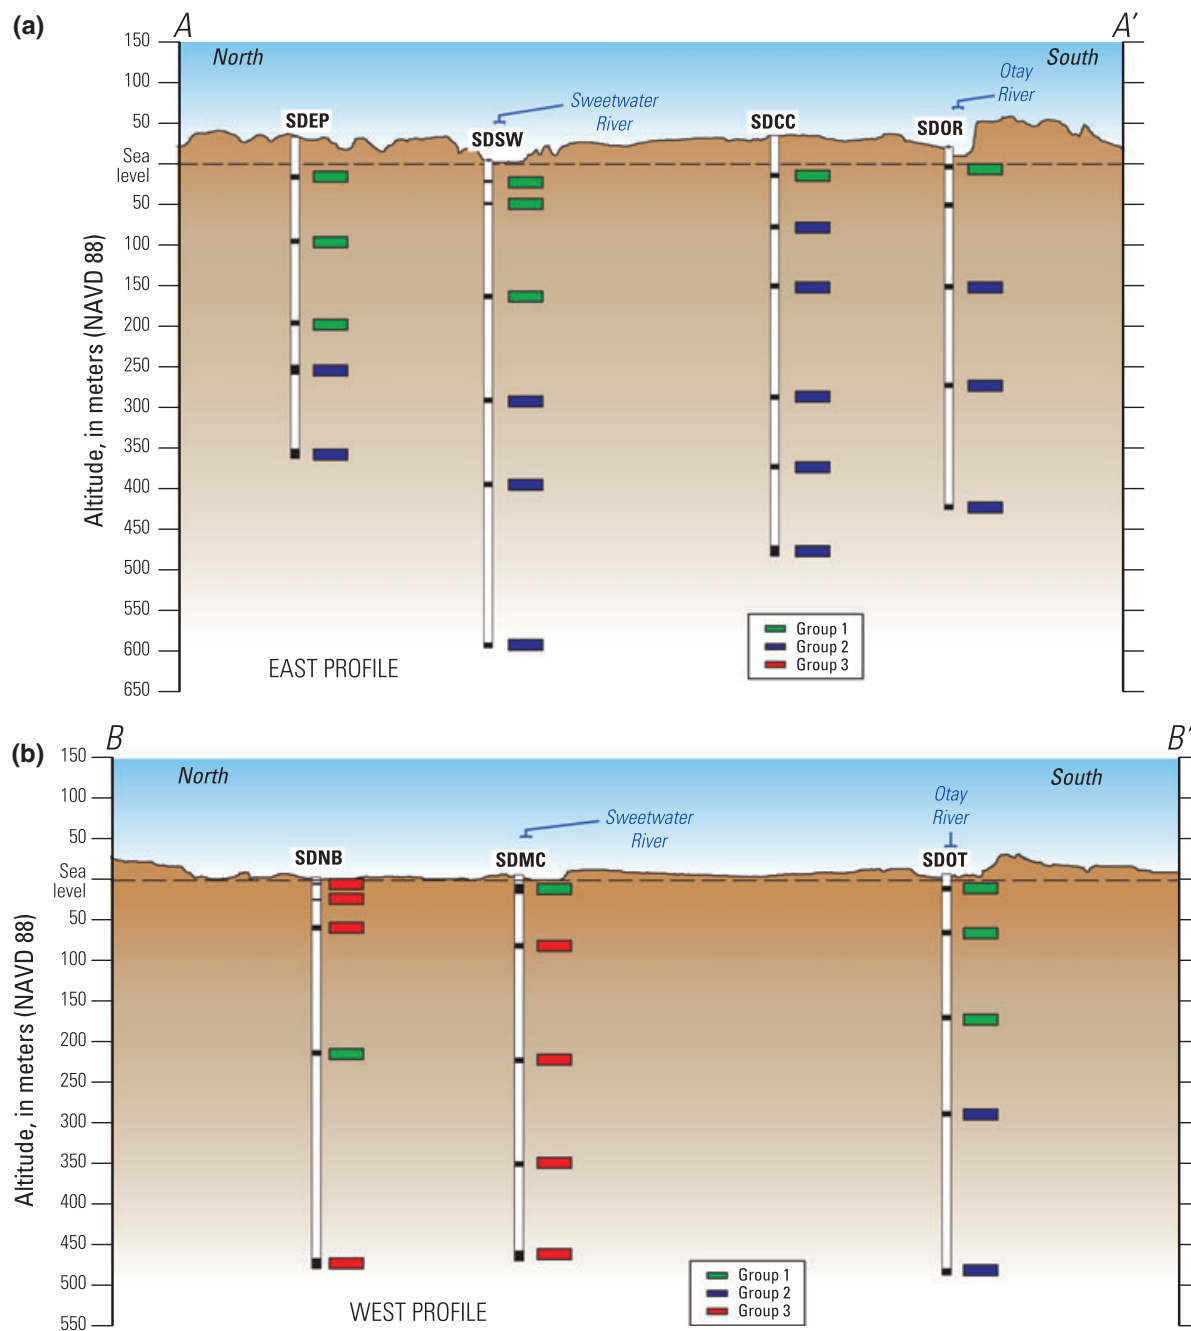 (a)
A
A'
North
South
Sweetwater
River
Otay
River
SDEP
SDSW
SDCC
SDOR
Altitude, in meters (NAVD 88)
150
100
50
Sea
level
50
100
150
200
250
300
350
400
450
500
550
600
650
Group 1
Group 2
Group 3
EAST PROFILE
(b)
B
B'
North
South
Sweetwater
River
Otay
River
SDNB
SDMC
SDOT
Altitude, in meters (NAVD 88)
150
100
50
Sea
level
50
100
150
200
250
300
350
400
450
500
550
Group 1
Group 2
Group 3
WEST PROFILE